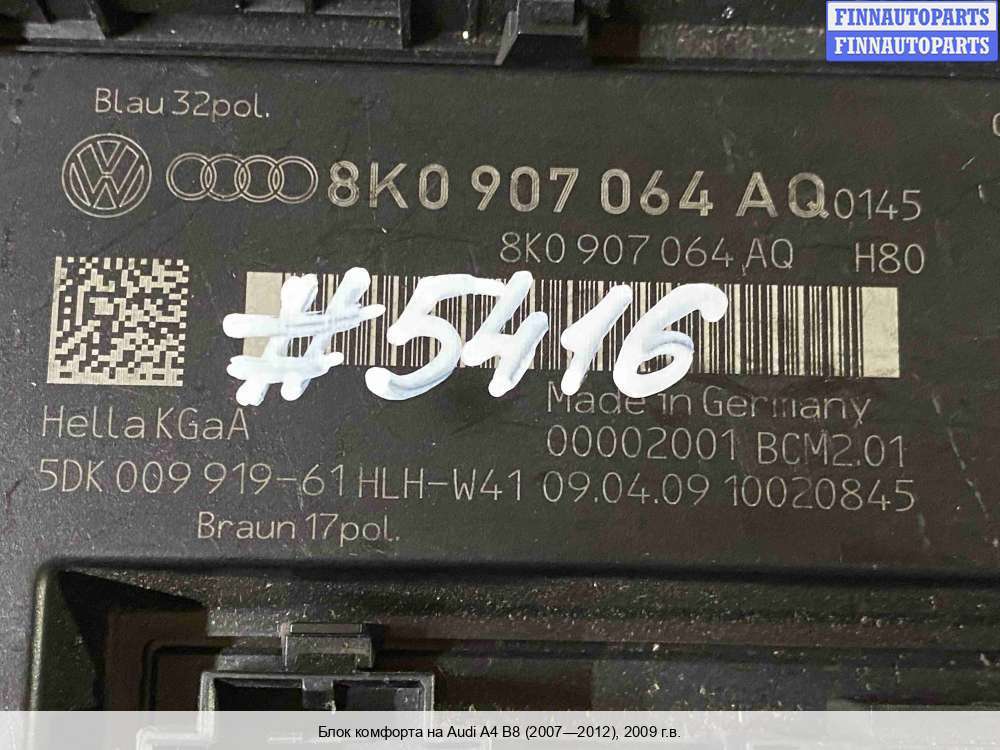 FINNAUTOPARTS
FINNAUTOPARTS
Blau 32pol.
8K0 907 064 AQ 0145
8K0 907 064 AQ H80
#5416
Hella KGaA
Made in Germany
00002001 BCM2.01
5DK 009 919-61 HLH-W41 09.04.09 10020845
Braun 17pol.
Блок комфорта на Audi A4 B8 (2007—2012), 2009 г.в.